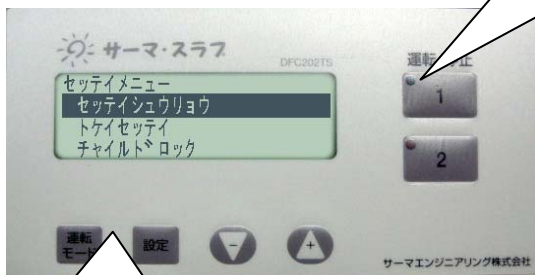 サーマ・スラブ
DFC202TS
セッテイメニュー
セッテイシュウリョウ
トケイセッテイ
チャイルドロック
運転 停止
1
2
運転
モード
設定
-
+
サーマエンジニアリング株式会社